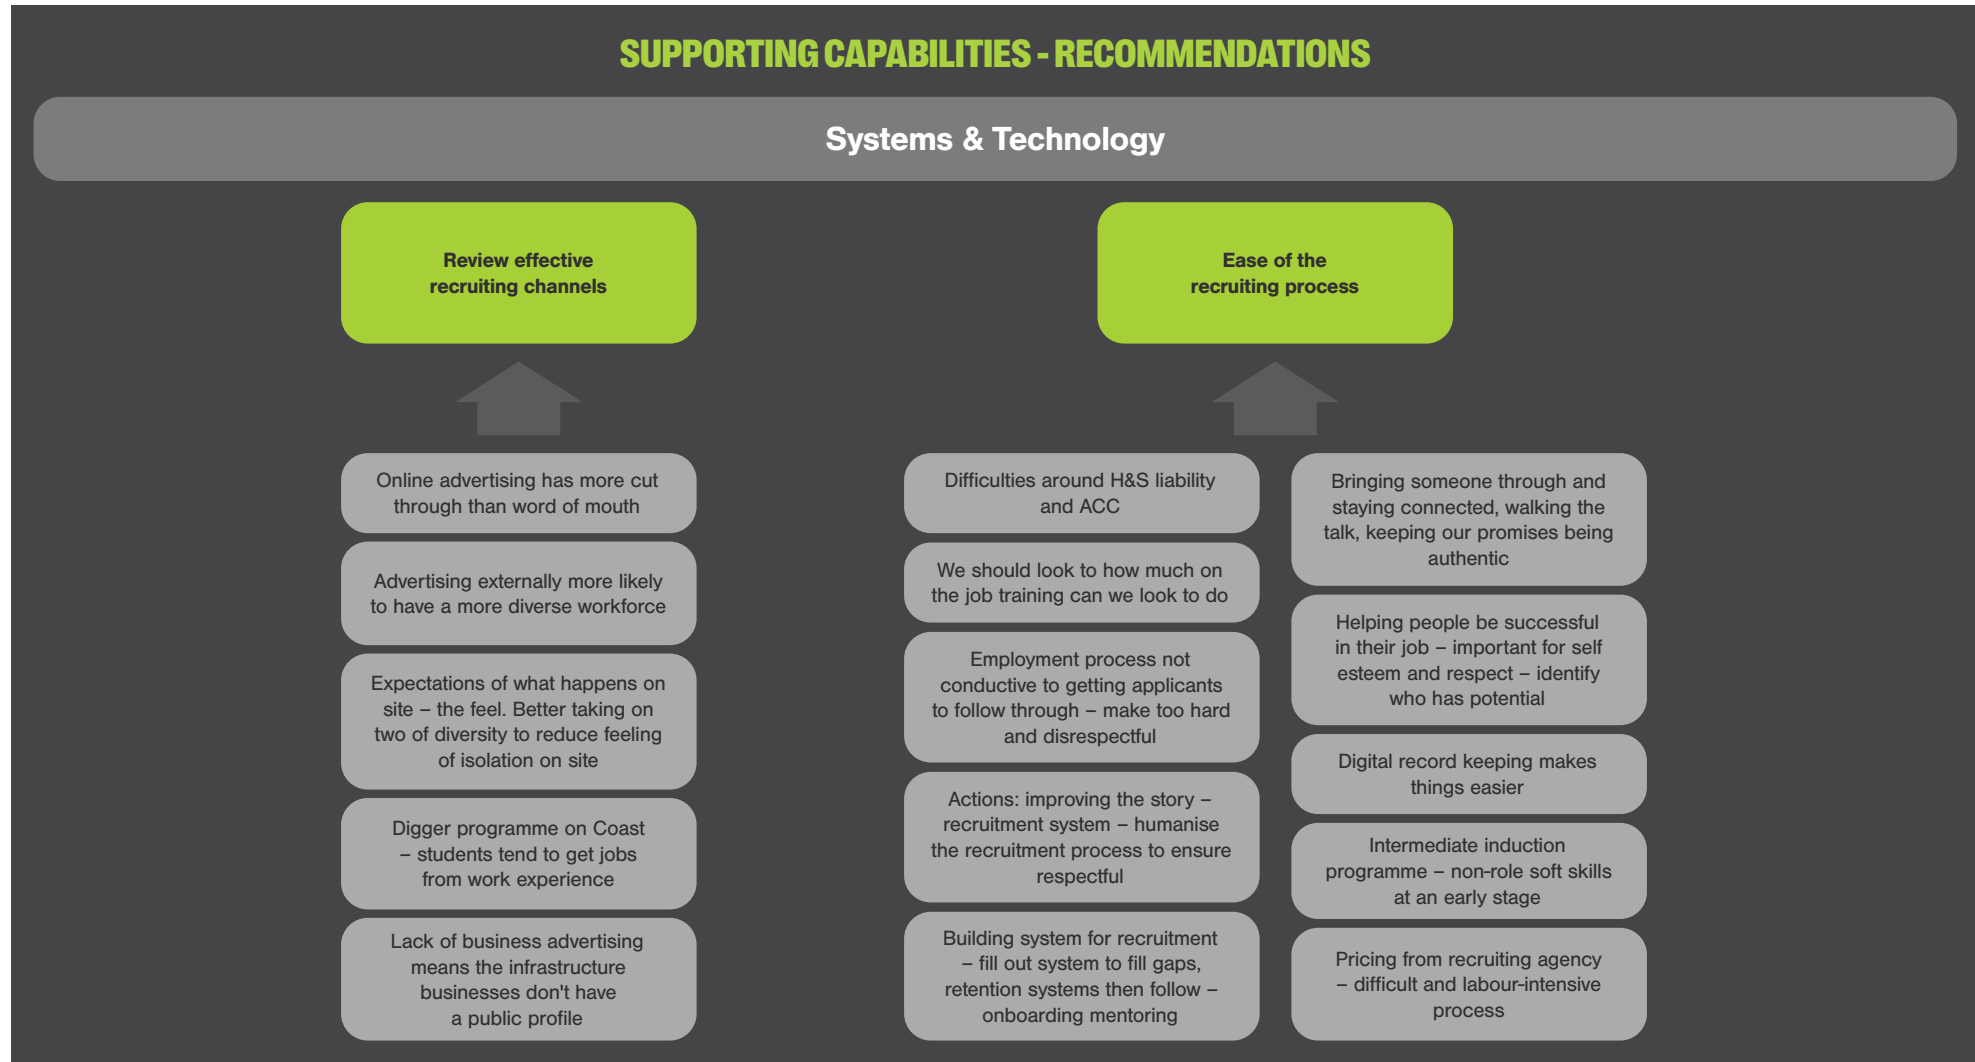 SUPPORTING CAPABILITIES - RECOMMENDATIONS
Systems & Technology
Review effective
recruiting channels
Online advertising has more cut
through than word of mouth
Advertising externally more likely
to have a more diverse workforce
Expectations of what happens on
site – the feel. Better taking on
two of diversity to reduce feeling
of isolation on site
Digger programme on Coast
– students tend to get jobs
from work experience
Lack of business advertising
means the infrastructure
businesses don't have
a public profile
Ease of the
recruiting process
Difficulties around H&S liability
and ACC
We should look to how much on
the job training can we look to do
Employment process not
conductive to getting applicants
to follow through – make too hard
and disrespectful
Actions: improving the story –
recruitment system – humanise
the recruitment process to ensure
respectful
Building system for recruitment
– fill out system to fill gaps,
retention systems then follow –
onboarding mentoring
Bringing someone through and
staying connected, walking the
talk, keeping our promises being
authentic
Helping people be successful
in their job – important for self
esteem and respect – identify
who has potential
Digital record keeping makes
things easier
Intermediate induction
programme – non-role soft skills
at an early stage
Pricing from recruiting agency
– difficult and labour-intensive
process